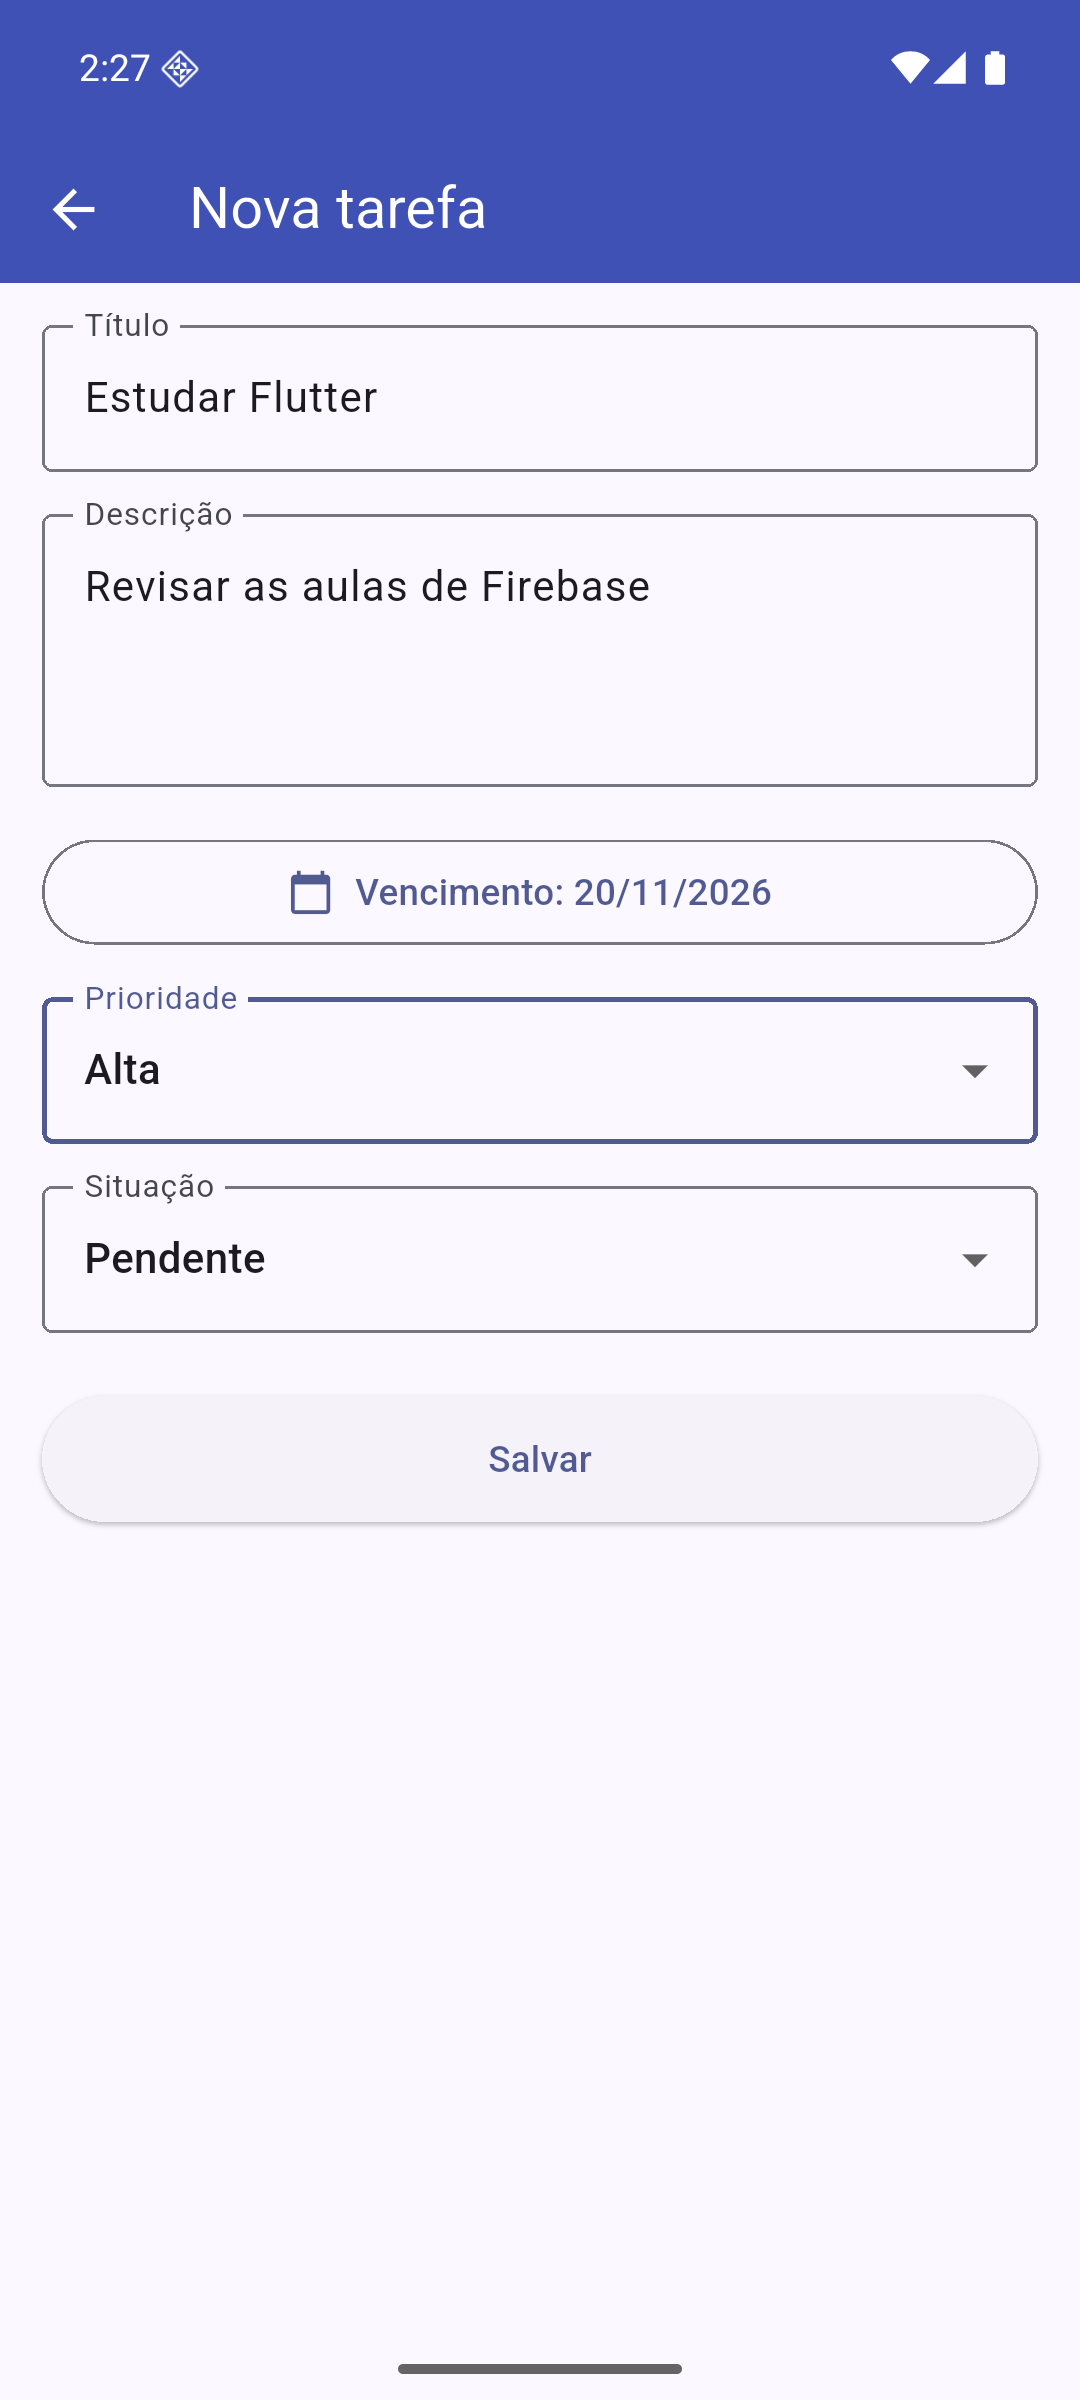 2:27
Nova tarefa
Título
Estudar Flutter
Descrição
Revisar as aulas de Firebase
Vencimento: 20/11/2026
Prioridade
Alta
Situação
Pendente
Salvar